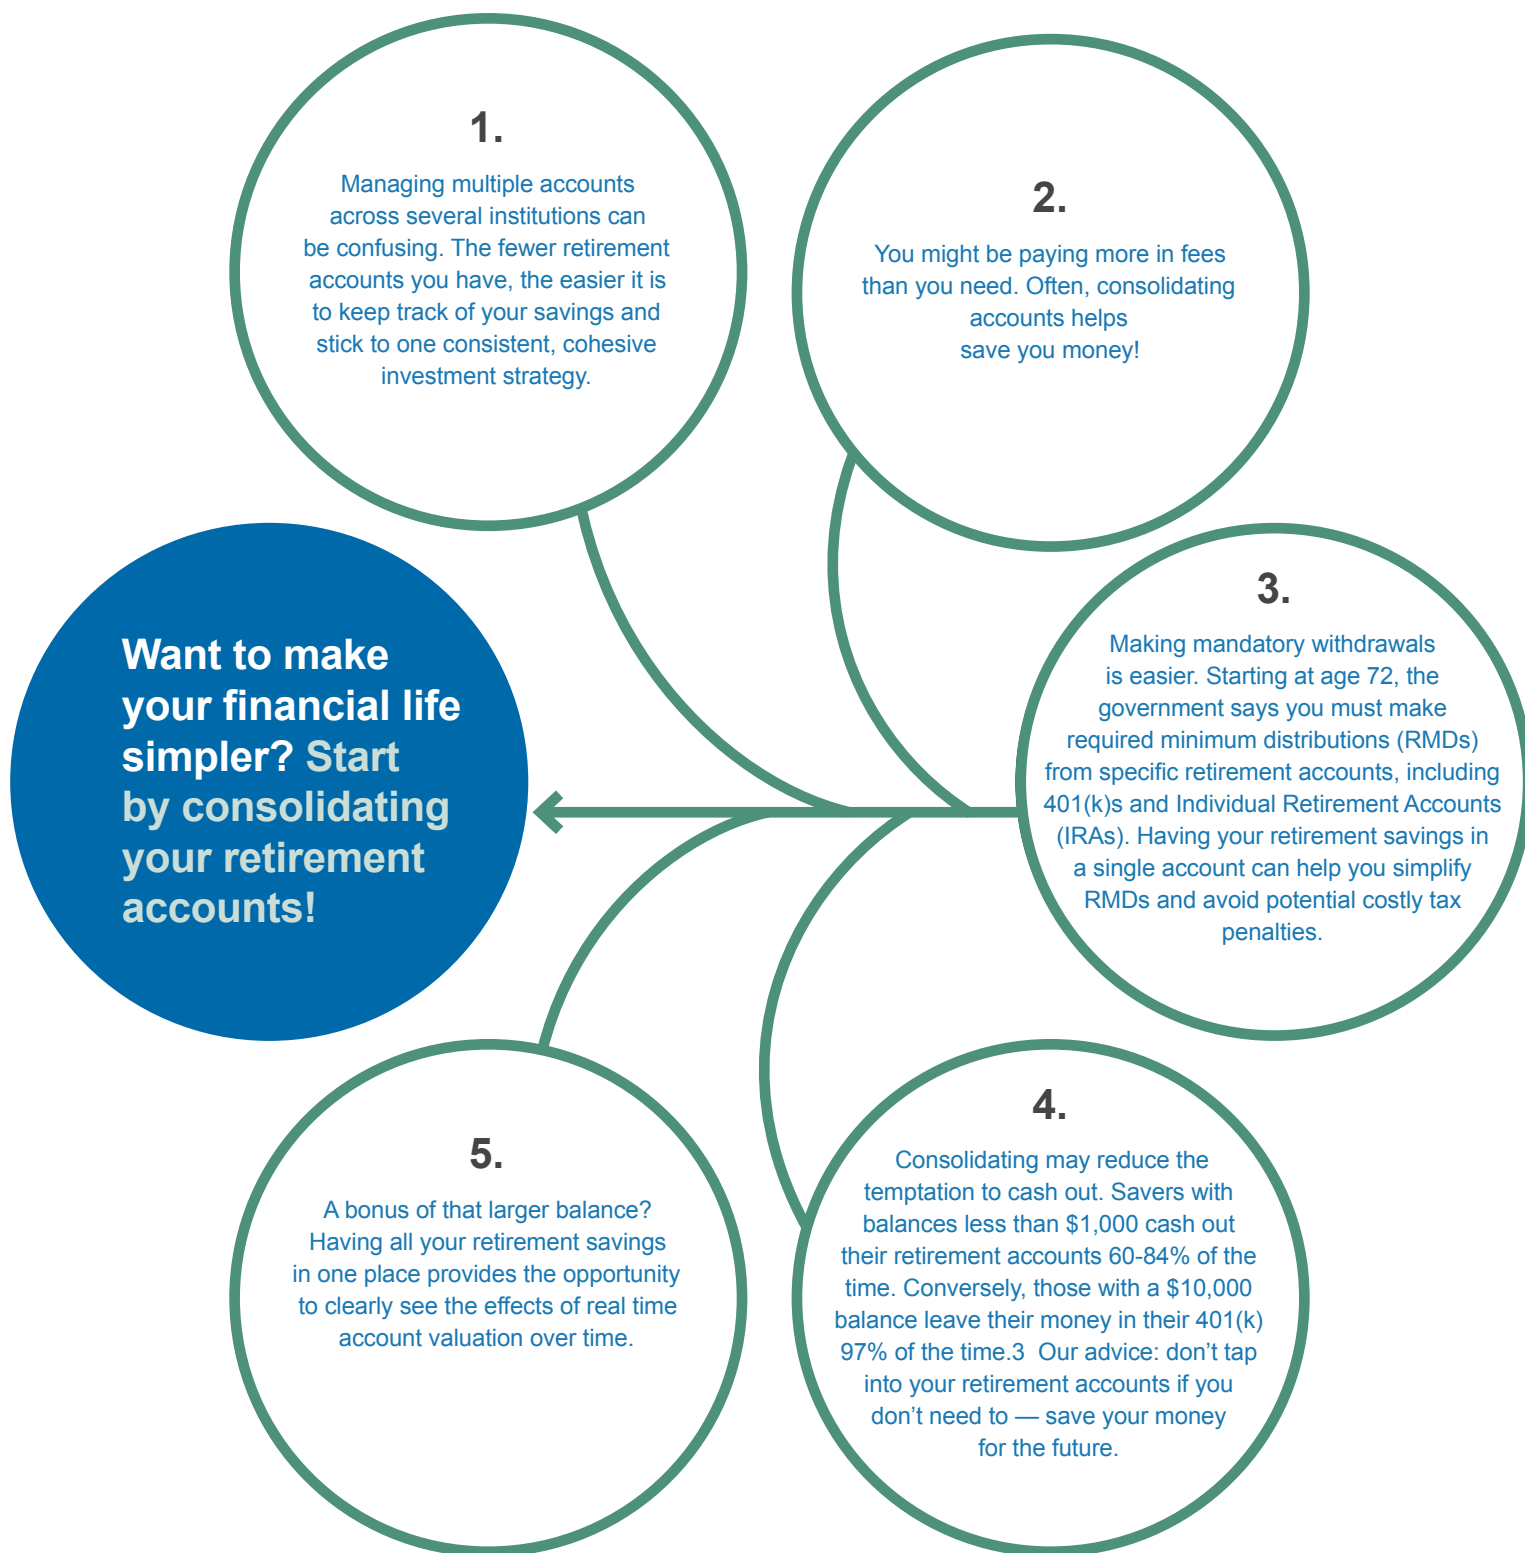 Want to make
your financial life
simpler? Start
by consolidating
your retirement
accounts!
1.
Managing multiple accounts
across several institutions can
be confusing. The fewer retirement
accounts you have, the easier it is
to keep track of your savings and
stick to one consistent, cohesive
investment strategy.
2.
You might be paying more in fees
than you need. Often, consolidating
accounts helps
save you money!
3.
Making mandatory withdrawals
is easier. Starting at age 72, the
government says you must make
required minimum distributions (RMDs)
from specific retirement accounts, including
401(k)s and Individual Retirement Accounts
(IRAs). Having your retirement savings in
a single account can help you simplify
RMDs and avoid potential costly tax
penalties.
4.
Consolidating may reduce the
temptation to cash out. Savers with
balances less than $1,000 cash out
their retirement accounts 60-84% of the
time. Conversely, those with a $10,000
balance leave their money in their 401(k)
97% of the time.3  Our advice: don’t tap
into your retirement accounts if you
don’t need to — save your money
for the future.
5.
A bonus of that larger balance?
Having all your retirement savings
in one place provides the opportunity
to clearly see the effects of real time
account valuation over time.